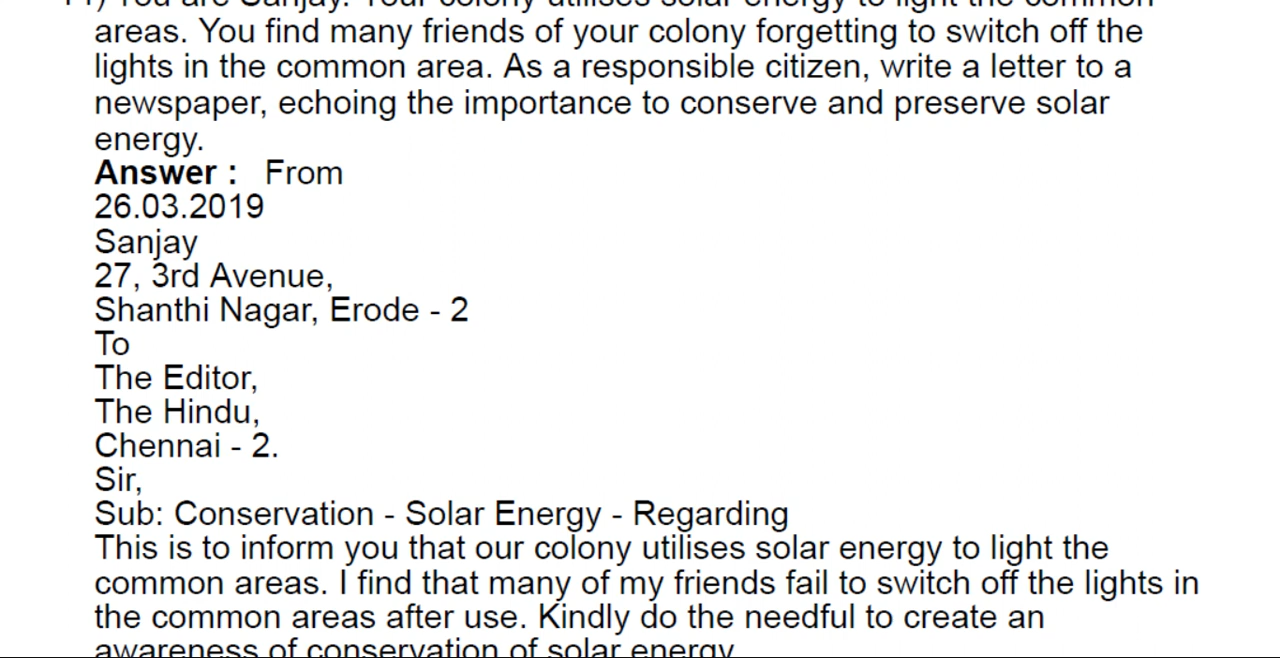 11) You are Sanjay. Your colony utilises solar energy to light the common
areas. You find many friends of your colony forgetting to switch off the
lights in the common area. As a responsible citizen, write a letter to a
newspaper, echoing the importance to conserve and preserve solar
energy.
Answer : From
26.03.2019
Sanjay
27, 3rd Avenue,
Shanthi Nagar, Erode - 2
To
The Editor,
The Hindu,
Chennai - 2.
Sir,
Sub: Conservation - Solar Energy - Regarding
This is to inform you that our colony utilises solar energy to light the
common areas. I find that many of my friends fail to switch off the lights in
the common areas after use. Kindly do the needful to create an
awareness of conservation of solar energy